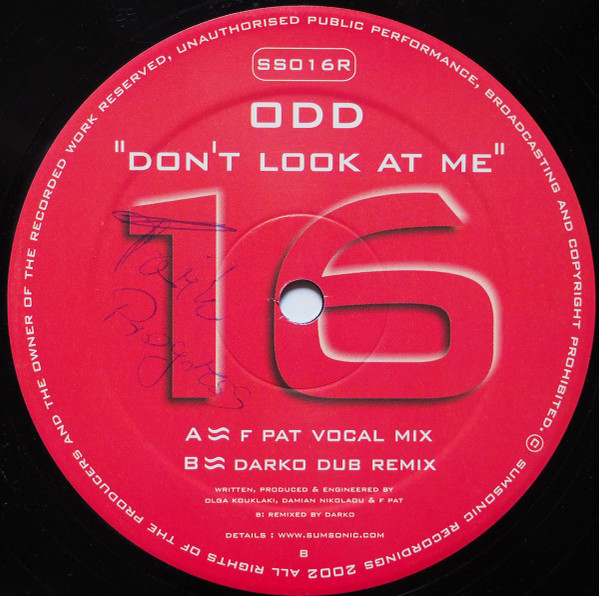 SS016R
ODD
"DON'T LOOK AT ME"
16
A ≈ F PAT VOCAL MIX
B ≈ DARKO DUB REMIX
WRITTEN, PRODUCED & ENGINEERED BY
OLGA KOUKLAKI, DAMIAN NIKOLAOU & F PAT
B: REMIXED BY DARKO
DETAILS : WWW.SUMSONIC.COM
B
© SUMSONIC RECORDINGS 2002 ALL RIGHTS OF THE PRODUCERS AND THE OWNER OF THE RECORDED WORK RESERVED, UNAUTHORISED PUBLIC PERFORMANCE, BROADCASTING AND COPYRIGHT PROHIBITED.